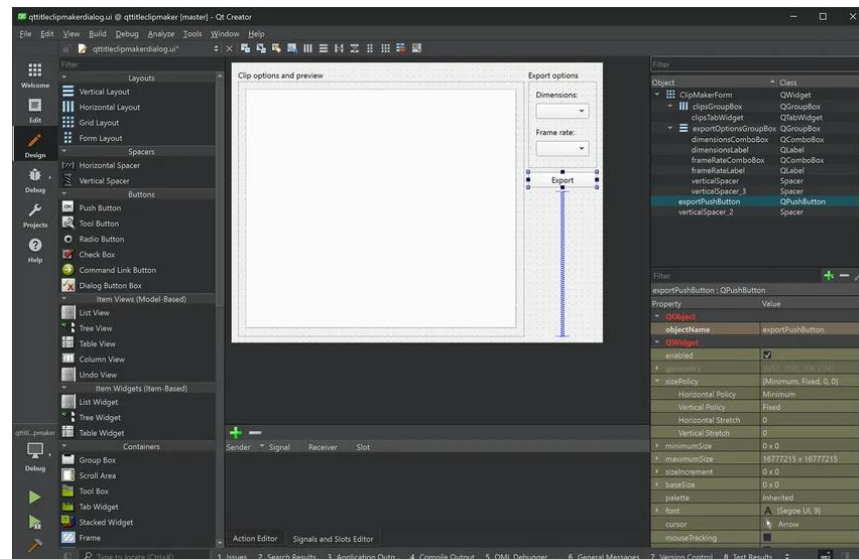 qttitleclipmakerdialog.ui @ qttitleclipmaker [master] - Qt Creator
File Edit View Build Debug Analyze Tools Window Help
qttitleclipmakerdialog.ui*
Welcome
Edit
Design
Debug
Projects
Help
Debug
Filter
Layouts
Vertical Layout
Horizontal Layout
Grid Layout
Form Layout
Spacers
Horizontal Spacer
Vertical Spacer
Buttons
Push Button
Tool Button
Radio Button
Check Box
Command Link Button
Dialog Button Box
Item Views (Model-Based)
List View
Tree View
Table View
Column View
Undo View
Item Widgets (Item-Based)
List Widget
Tree Widget
Table Widget
Containers
Group Box
Scroll Area
Tool Box
Tab Widget
Stacked Widget
Frame
Clip options and preview
Export options
Dimensions:
Frame rate:
Export
Sender Signal Receiver Slot
Action Editor Signals and Slots Editor
Filter
Object Class
ClipMakerForm QWidget
clipsGroupBox QGroupBox
clipsTabWidget QTabWidget
exportOptionsGroupBox QGroupBox
dimensionsComboBox QComboBox
dimensionsLabel QLabel
frameRateComboBox QComboBox
frameRateLabel QLabel
verticalSpacer Spacer
verticalSpacer_3 Spacer
exportPushButton QPushButton
verticalSpacer_2 Spacer
Filter
exportPushButton : QPushButton
Property Value
QObject
objectName exportPushButton
QWidget
enabled
geometry
sizePolicy [Minimum, Fixed, 0, 0]
Horizontal Policy Minimum
Vertical Policy Fixed
Horizontal Stretch 0
Vertical Stretch 0
minimumSize 0 x 0
maximumSize 16777215 x 16777215
sizeIncrement 0 x 0
baseSize 0 x 0
palette Inherited
font A [Segoe UI, 9]
cursor Arrow
mouseTracking
Type to locate (Ctrl+K) 1 Issues 2 Search Results 3 Application Outp... 4 Compile Output 5 QML Debugger 6 General Messages 7 Version Control 8 Test Results